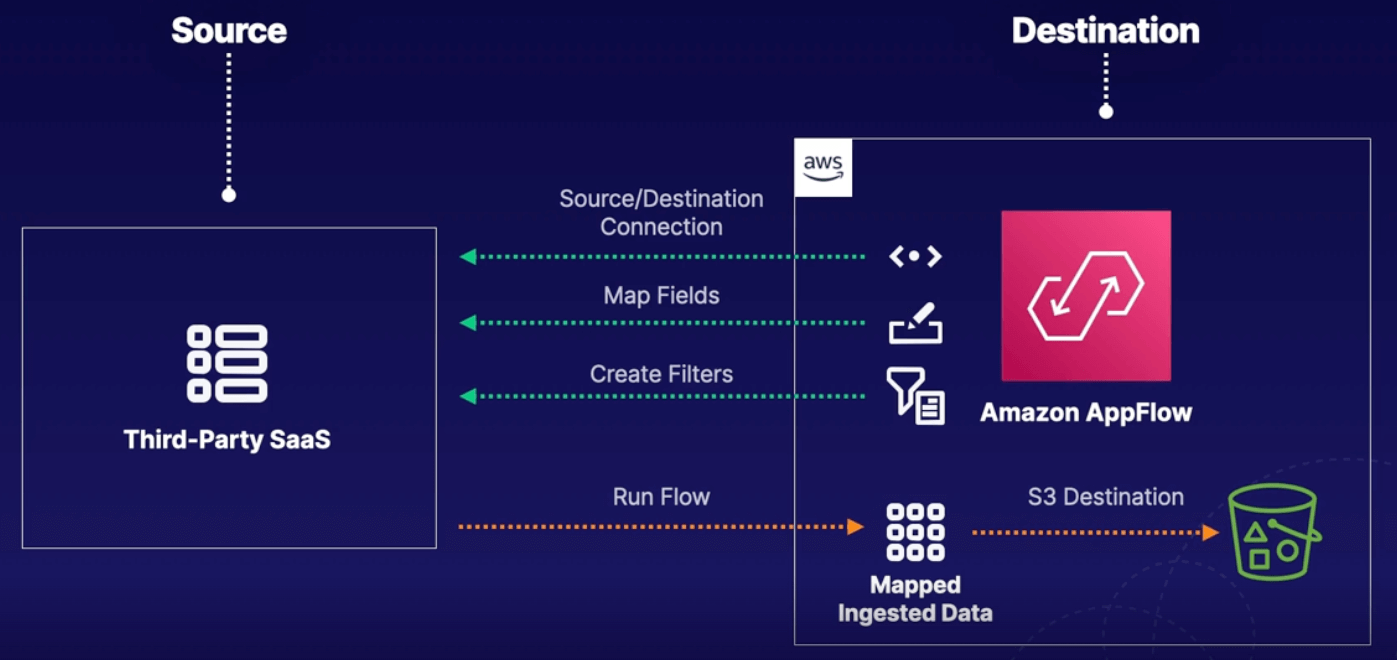 Source
Destination
aws
Source/Destination
Connection
Map Fields
Create Filters
Third-Party SaaS
Amazon AppFlow
Run Flow
S3 Destination
Mapped
Ingested Data